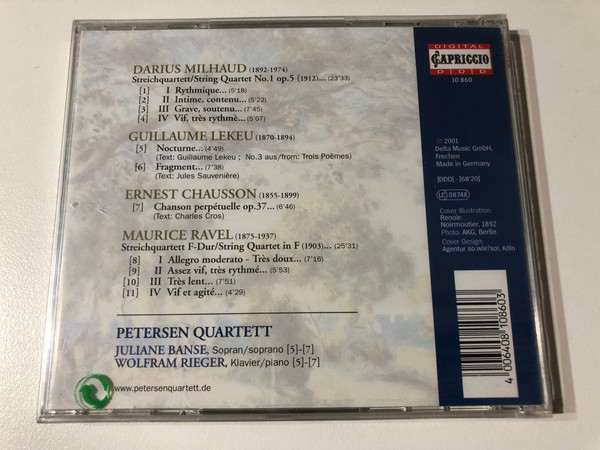 DARIUS MILHAUD (1892-1974)
Streichquartett/String Quartet No.1 op.5 (1912)... (23'33)
[1] I Rythmique... (5'18)
[2] II Intime, contenu... (5'22)
[3] III Grave, soutenu... (7'45)
[4] IV Vif, très rythmè... (5'07)
GUILLAUME LEKEU (1870-1894)
[5] Nocturne... (4'49)
(Text: Guillaume Lekeu ; No.3 aus/from: Trois Poèmes)
[6] Fragment... (7'38)
(Text: Jules Sauvenière)
ERNEST CHAUSSON (1855-1899)
[7] Chanson perpétuelle op.37... (6'46)
(Text: Charles Cros)
MAURICE RAVEL (1875-1937)
Streichquartett F-Dur/String Quartet in F (1903)... (25'31)
[8] I Allegro moderato - Très doux... (7'16)
[9] II Assez vif, très rythmé... (5'53)
[10] III Très lent... (7'51)
[11] IV Vif et agité... (4'29)
PETERSEN QUARTETT
JULIANE BANSE, Sopran/soprano [5]-[7]
WOLFRAM RIEGER, Klavier/piano [5]-[7]
www.petersenquartett.de
DIGITAL
CAPRICCIO
D|D|D
10 860
℗ 2001
Delta Music GmbH,
Frechen
Made in Germany
[DDD] - [68'20]
LC 08748
Cover Illustration:
Renoir:
Noirmoutier, 1892
Photo: AKG, Berlin
Cover Design:
Agentur so.wie?so!, Köln
4 006408 108603